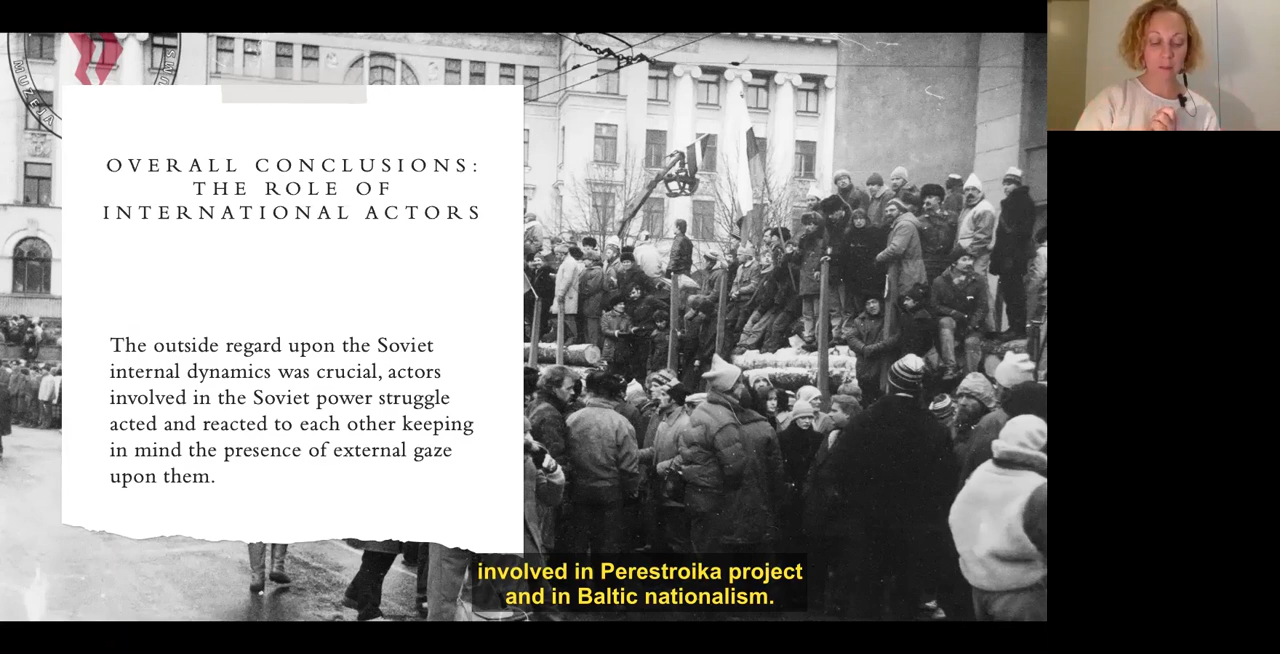 MUZEJA
OVERALL CONCLUSIONS:
THE ROLE OF
INTERNATIONAL ACTORS
The outside regard upon the Soviet
internal dynamics was crucial, actors
involved in the Soviet power struggle
acted and reacted to each other keeping
in mind the presence of external gaze
upon them.
involved in Perestroika project
and in Baltic nationalism.